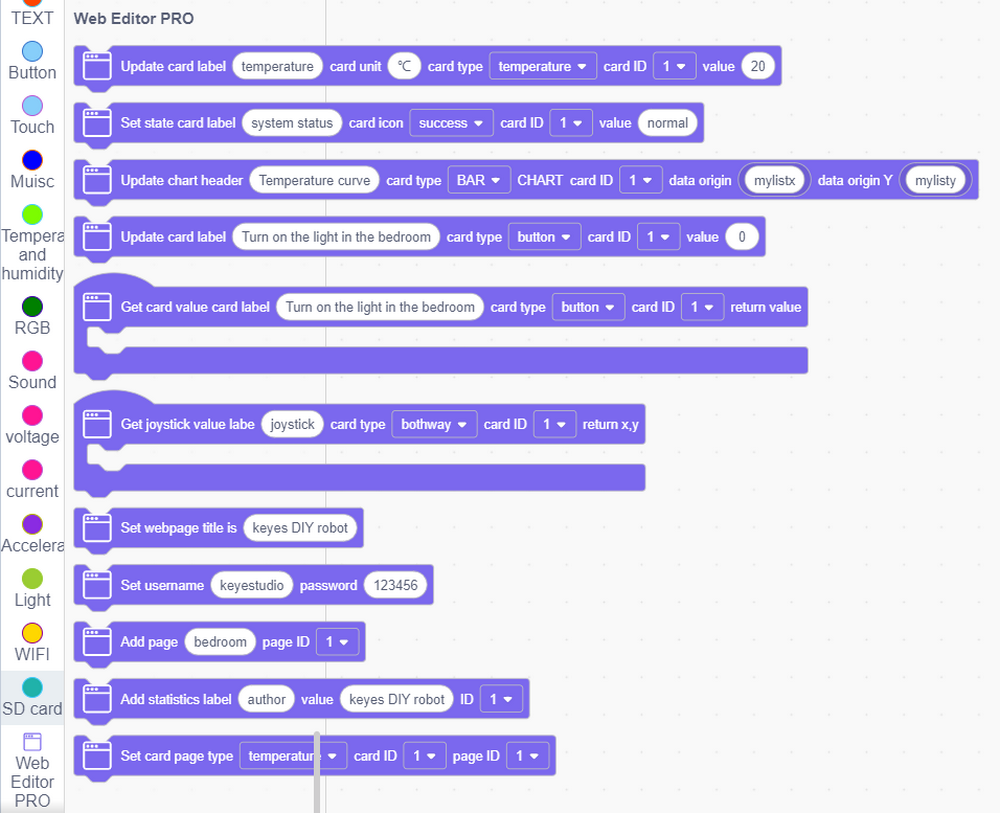 TEXT
Button
Touch
Muisc
Tempera
and
humidity
RGB
Sound
voltage
current
Accelera
Light
WIFI
SD card
Web
Editor
PRO
Web Editor PRO
Update card label temperature card unit ℃ card type temperature card ID 1 value 20
Set state card label system status card icon success card ID 1 value normal
Update chart header Temperature curve card type BAR CHART card ID 1 data origin mylistx data origin Y mylisty
Update card label Turn on the light in the bedroom card type button card ID 1 value 0
Get card value card label Turn on the light in the bedroom card type button card ID 1 return value
Get joystick value labe joystick card type bothway card ID 1 return x,y
Set webpage title is keyes DIY robot
Set username keyestudio password 123456
Add page bedroom page ID 1
Add statistics label author value keyes DIY robot ID 1
Set card page type temperature card ID 1 page ID 1